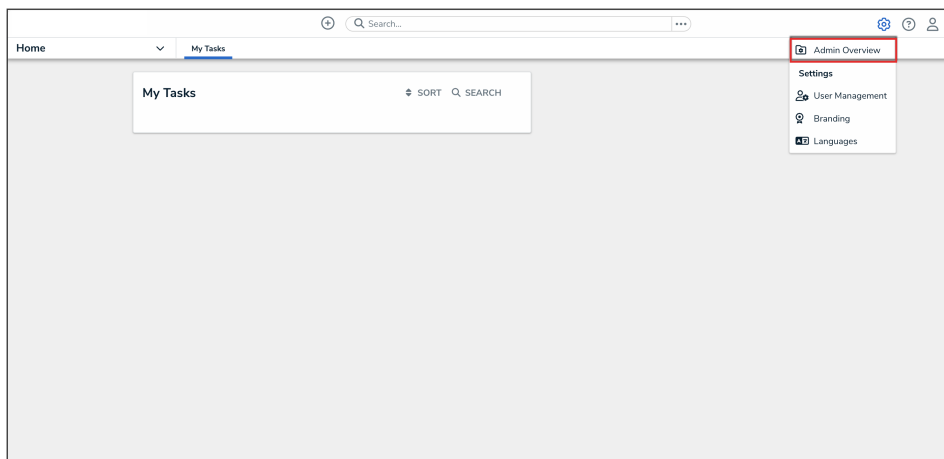 Search...
Home
My Tasks
Admin Overview
Settings
User Management
Branding
Languages
My Tasks
SORT
SEARCH